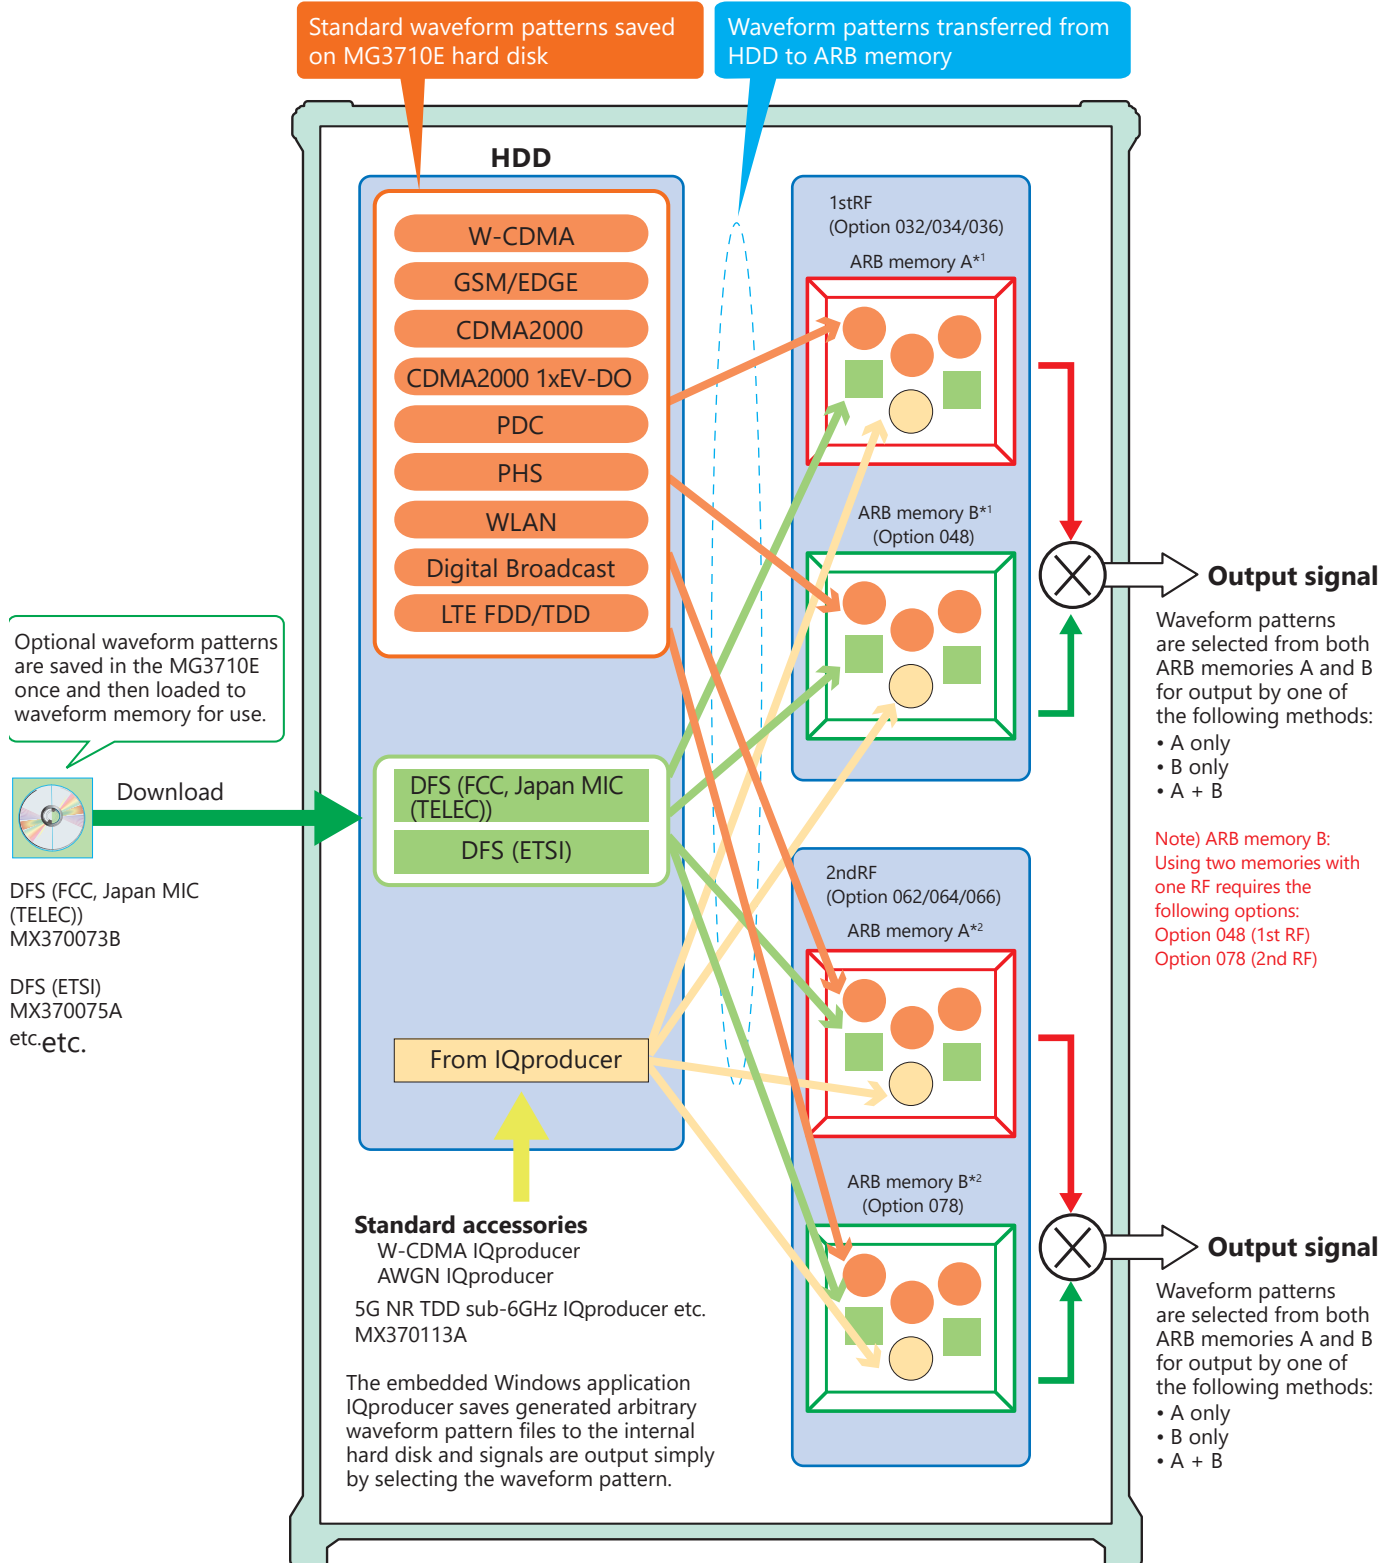 Standard waveform patterns saved
on MG3710E hard disk
Waveform patterns transferred from
HDD to ARB memory
HDD
W-CDMA
GSM/EDGE
CDMA2000
CDMA2000 1xEV-DO
PDC
PHS
WLAN
Digital Broadcast
LTE FDD/TDD
Optional waveform patterns
are saved in the MG3710E
once and then loaded to
waveform memory for use.
Download
DFS (FCC, Japan MIC
(TELEC))
MX370073B
DFS (ETSI)
MX370075A
etc.etc.
DFS (FCC, Japan MIC
(TELEC))
DFS (ETSI)
From IQproducer
Standard accessories
W-CDMA IQproducer
AWGN IQproducer
5G NR TDD sub-6GHz IQproducer etc.
MX370113A
The embedded Windows application
IQproducer saves generated arbitrary
waveform pattern files to the internal
hard disk and signals are output simply
by selecting the waveform pattern.
1stRF
(Option 032/034/036)
ARB memory A*1
ARB memory B*1
(Option 048)
2ndRF
(Option 062/064/066)
ARB memory A*2
ARB memory B*2
(Option 078)
Output signal
Waveform patterns
are selected from both
ARB memories A and B
for output by one of
the following methods:
• A only
• B only
• A + B
Note) ARB memory B:
Using two memories with
one RF requires the
following options:
Option 048 (1st RF)
Option 078 (2nd RF)
Output signal
Waveform patterns
are selected from both
ARB memories A and B
for output by one of
the following methods:
• A only
• B only
• A + B